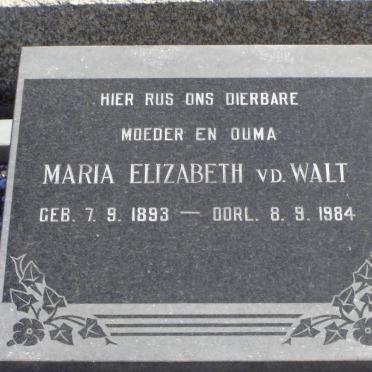 HIER RUS ONS DIERBARE
MOEDER EN OUMA
MARIA ELIZABETH VD. WALT
GEB. 7. 9. 1893 — OORL. 8. 9. 1984